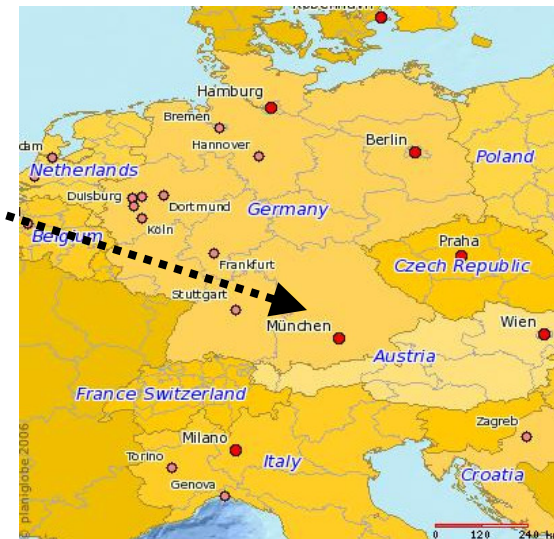 Hamburg
Bremen
Hannover
Berlin
Poland
dam
Netherlands
Duisburg
Dortmund
Germany
Köln
Belgium
Praha
Czech Republic
Frankfurt
Stuttgart
München
Wien
Austria
France Switzerland
Zagreb
Milano
Torino
Italy
Croatia
Genova
© planiglobe 2006
0 120 240